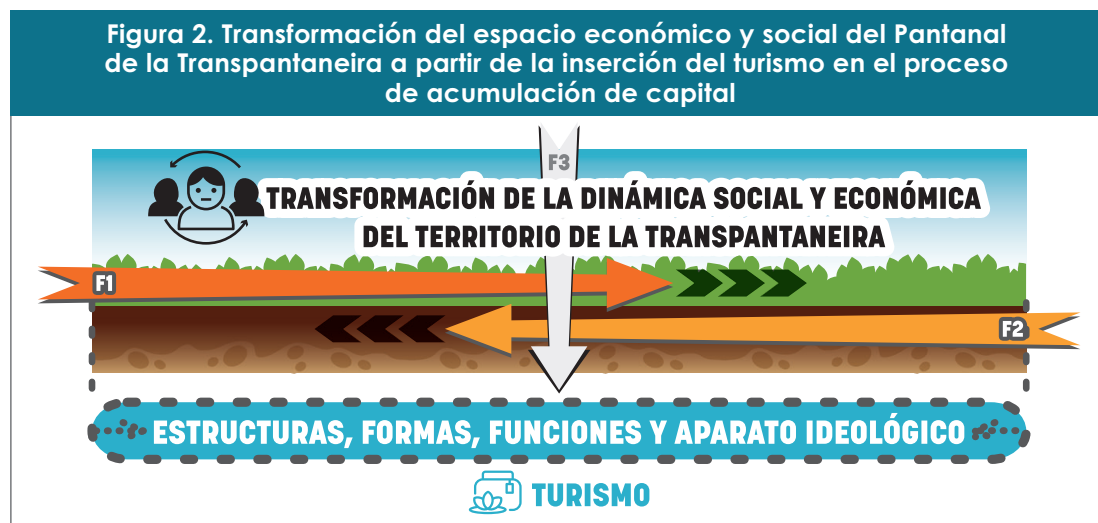 Figura 2. Transformación del espacio económico y social del Pantanal
de la Transpantaneira a partir de la inserción del turismo en el proceso
de acumulación de capital
F3
TRANSFORMACIÓN DE LA DINÁMICA SOCIAL Y ECONÓMICA
DEL TERRITORIO DE LA TRANSPANTANEIRA
F1
F2
ESTRUCTURAS, FORMAS, FUNCIONES Y APARATO IDEOLÓGICO
TURISMO